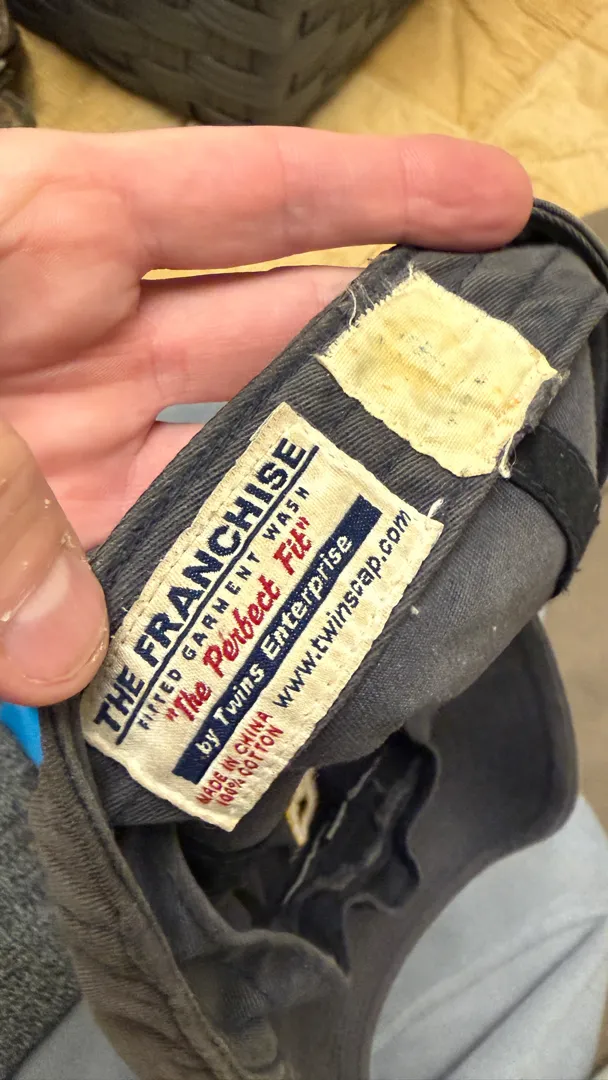 THE FRANCHISE
FITTED GARMENT WASH
"The Perfect Fit"
by Twins Enterprise
www.twinscap.com
MADE IN CHINA
100% COTTON